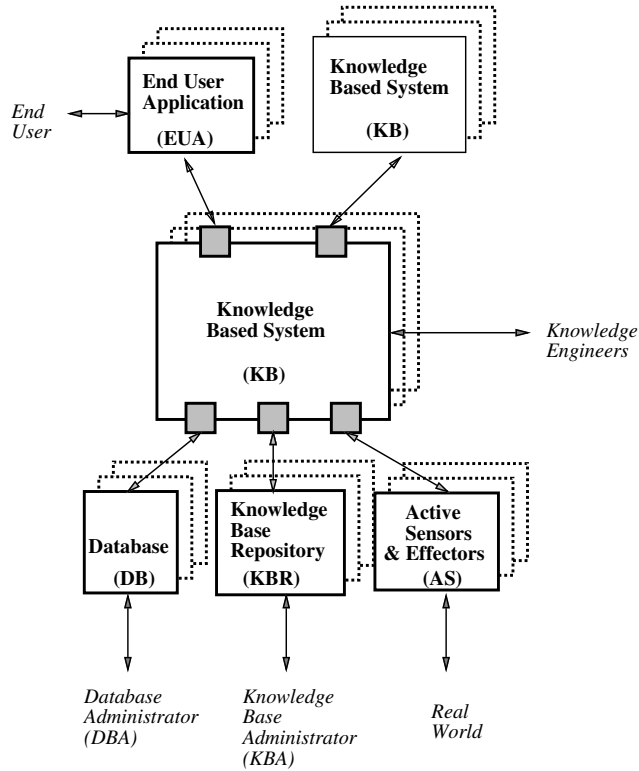 End User
Application
(EUA)
Knowledge
Based System
(KB)
End
User
Knowledge
Based System
(KB)
Knowledge
Engineers
Database
(DB)
Knowledge
Base
Repository
(KBR)
Active
Sensors
& Effectors
(AS)
Database
Administrator
(DBA)
Knowledge
Base
Administrator
(KBA)
Real
World